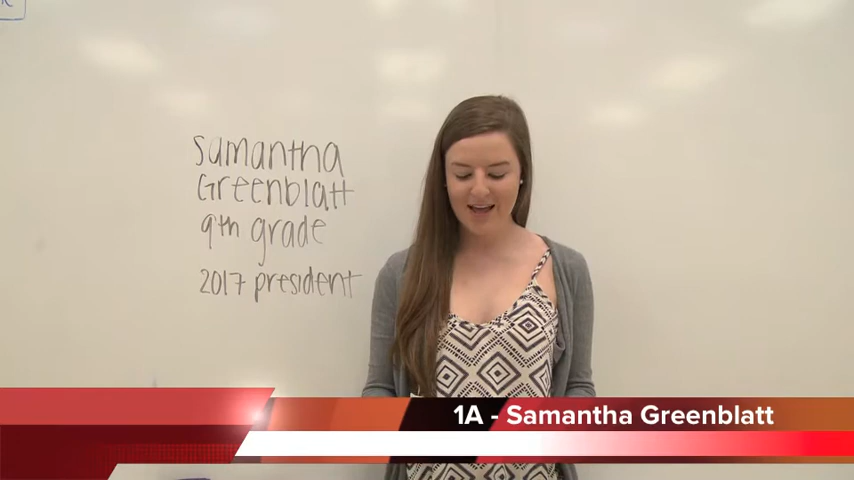 Samantha
Greenblatt
9th grade
2017 president
1A - Samantha Greenblatt